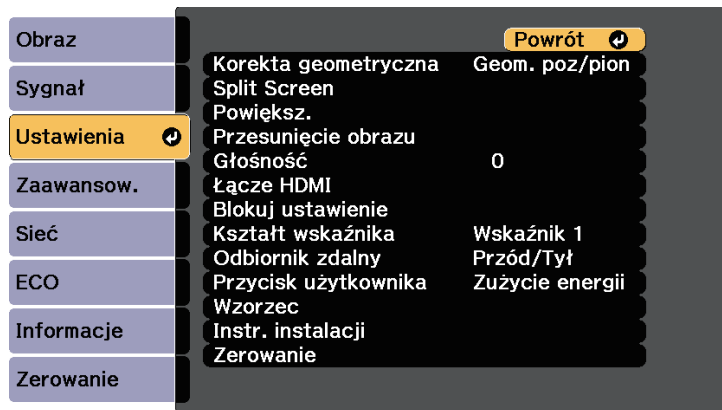 Obraz
Sygnał
Ustawienia
Zaawansow.
Sieć
ECO
Informacje
Zerowanie
Powrót
Korekta geometryczna Geom. poz/pion
Split Screen
Powiększ.
Przesunięcie obrazu
Głośność 0
Łącze HDMI
Blokuj ustawienie
Kształt wskaźnika Wskaźnik 1
Odbiornik zdalny Przód/Tył
Przycisk użytkownika Zużycie energii
Wzorzec
Instr. instalacji
Zerowanie